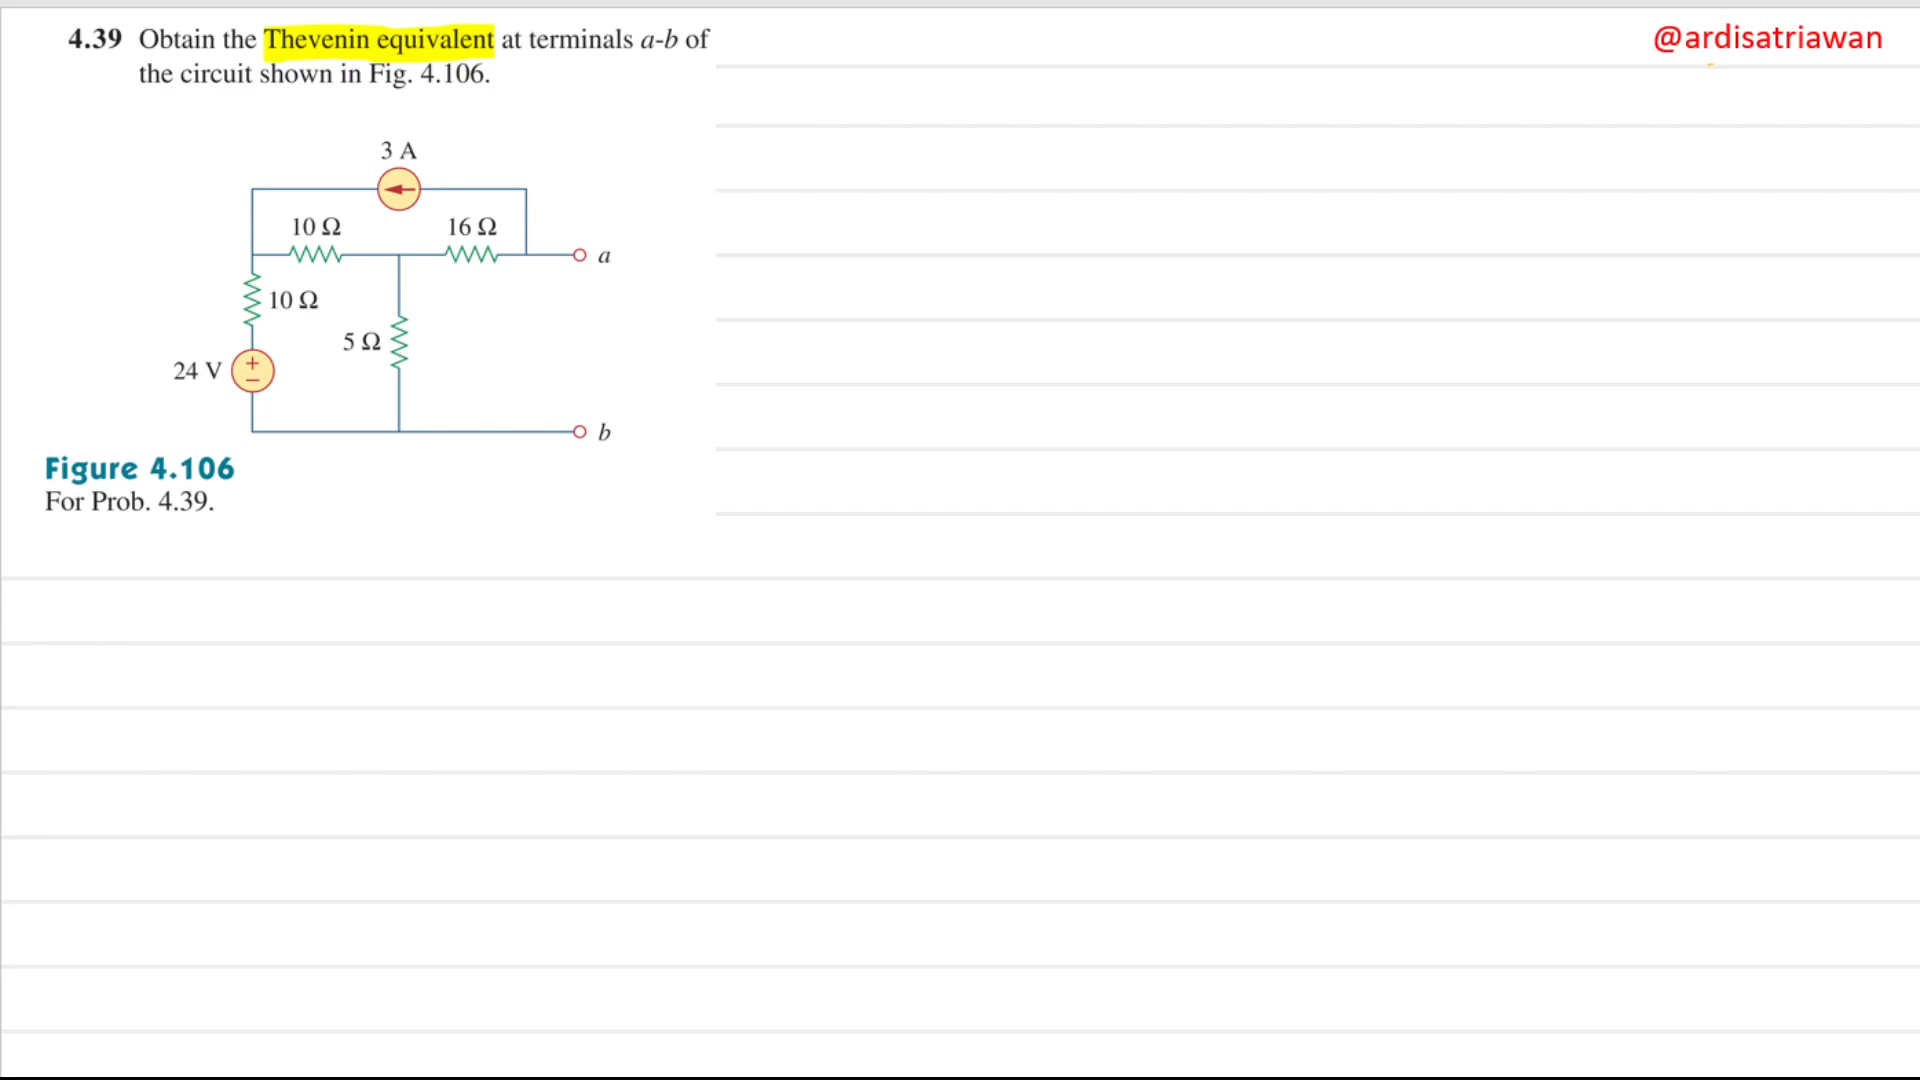 4.39 Obtain the Thevenin equivalent at terminals a-b of
the circuit shown in Fig. 4.106.
@ardisatriawan
3 A
10 Ω
16 Ω
a
10 Ω
5 Ω
24 V
+
−
b
Figure 4.106
For Prob. 4.39.